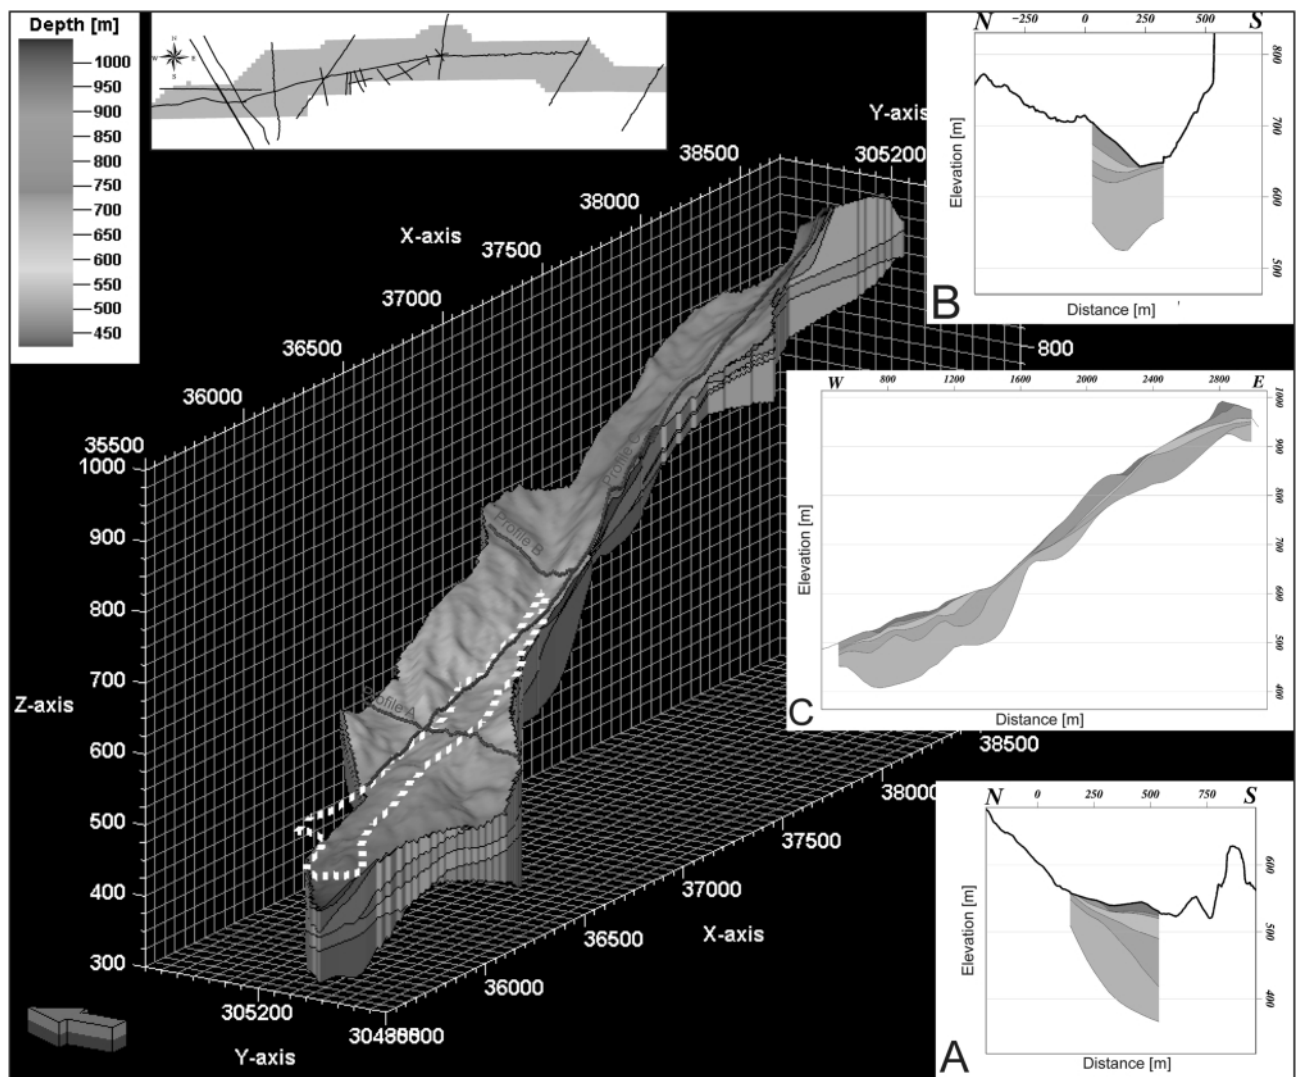 Depth [m]
1000
950
900
850
800
750
700
650
600
550
500
450
N
W
E
S
N -250 0 250 500 S
800
700
600
500
Elevation [m]
Distance [m]
B
Y-axis
305200
38500
38000
X-axis
37500
37000
36500
36000
35500
800
W 800 1200 1600 2000 2400 2800 E
1000
900
800
700
600
500
400
Elevation [m]
Distance [m]
C
1000
900
800
700
600
500
400
300
Z-axis
Profile C
Profile B
Profile A
38500
38000
37500
37000
X-axis
36500
36000
305200
Y-axis
N 0 250 500 750 S
600
500
400
Elevation [m]
Distance [m]
A